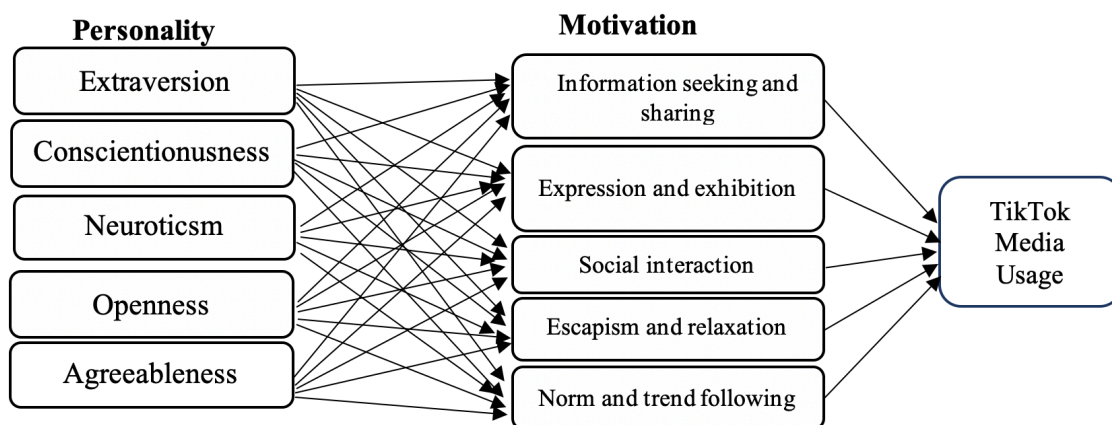 Personality
Extraversion
Conscientionusness
Neuroticsm
Openness
Agreeableness
Motivation
Information seeking and
sharing
Expression and exhibition
Social interaction
Escapism and relaxation
Norm and trend following
TikTok
Media
Usage